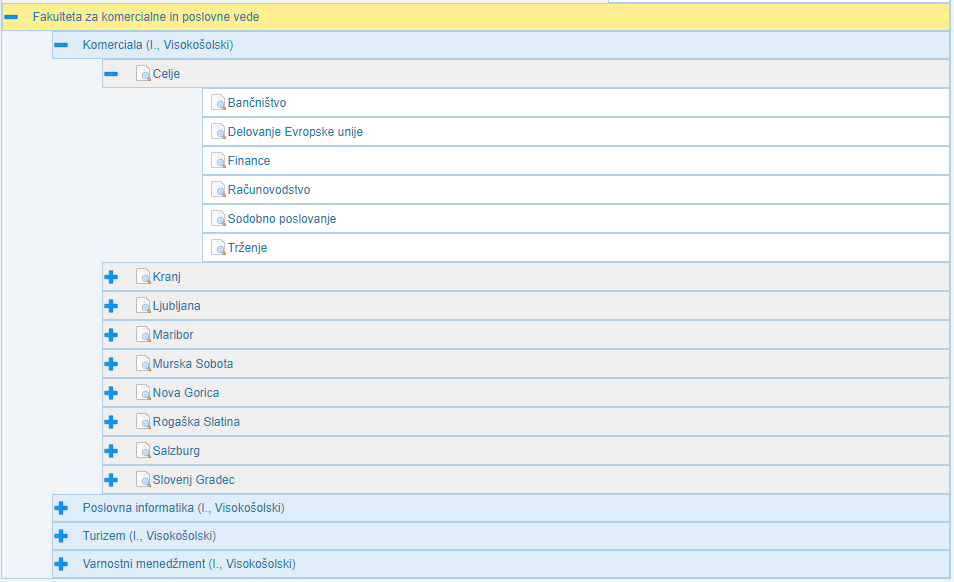 Fakulteta za komercialne in poslovne vede
Komerciala (I., Visokošolski)
Celje
Bančništvo
Delovanje Evropske unije
Finance
Računovodstvo
Sodobno poslovanje
Trženje
Kranj
Ljubljana
Maribor
Murska Sobota
Nova Gorica
Rogaška Slatina
Salzburg
Slovenj Gradec
Poslovna informatika (I., Visokošolski)
Turizem (I., Visokošolski)
Varnostni menedžment (I., Visokošolski)